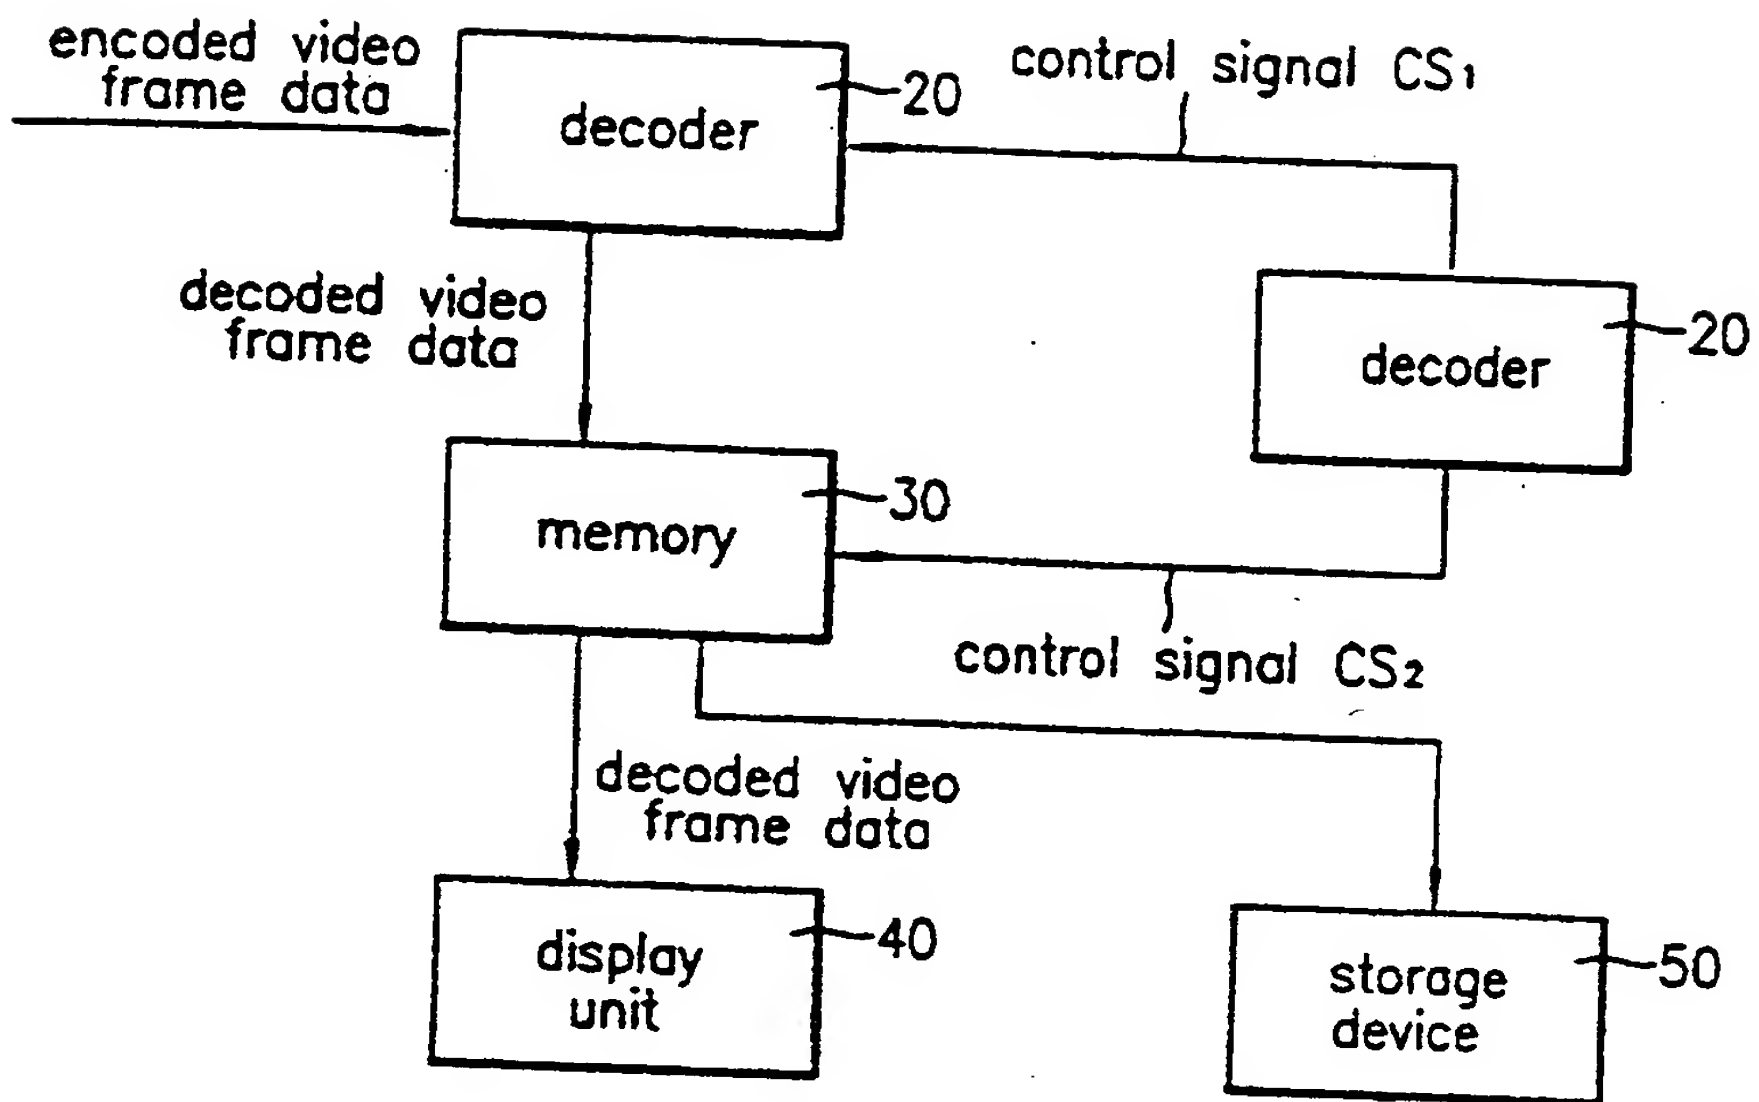 encoded video
frame data
decoder
20
control signal CS₁
decoded video
frame data
decoder
20
memory
30
control signal CS₂
decoded video
frame data
display
unit
40
storage
device
50